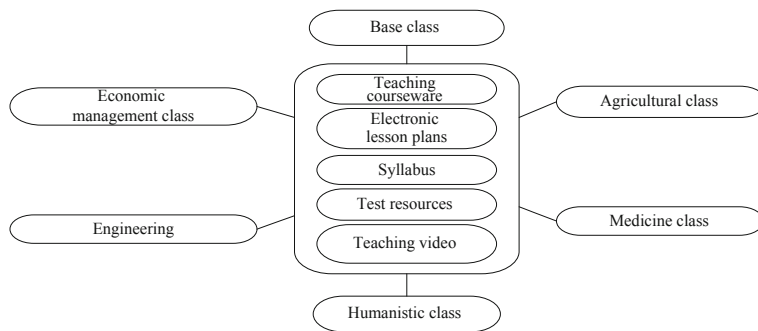 Base class
Teaching
courseware
Economic
management class
Agricultural class
Electronic
lesson plans
Syllabus
Test resources
Engineering
Medicine class
Teaching video
Humanistic class